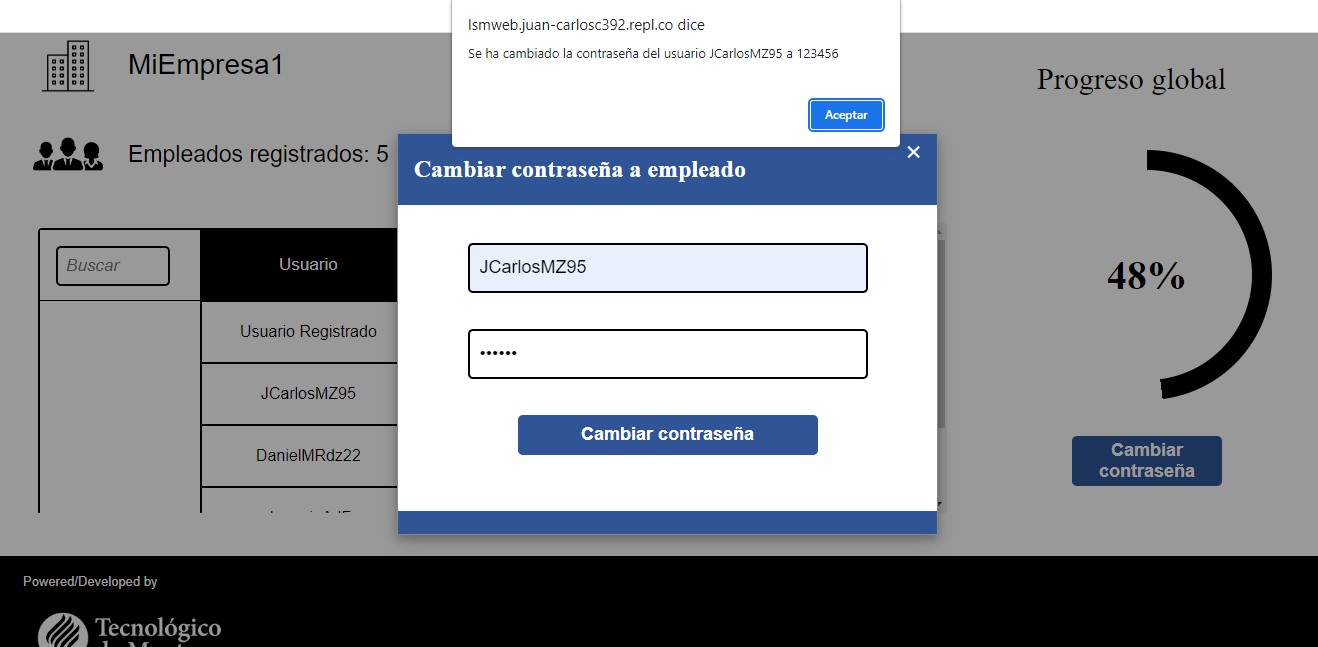 lsmweb.juan-carlosc392.repl.co dice
Se ha cambiado la contraseña del usuario JCarlosMZ95 a 123456
Aceptar
MiEmpresa1
Empleados registrados: 5
Cambiar contraseña a empleado
×
JCarlosMZ95
••••••
Cambiar contraseña
Buscar
Usuario
Usuario Registrado
JCarlosMZ95
DanielMRdz22
Progreso global
48%
Cambiar
contraseña
Powered/Developed by
Tecnológico